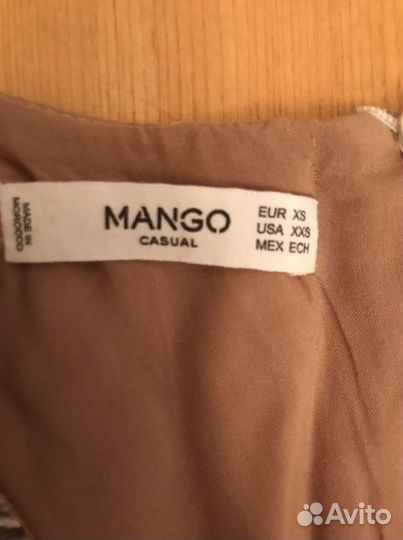 MADE IN
MOROCCO
MANGO
CASUAL
EUR XS
USA XXS
MEX ECH
Avito